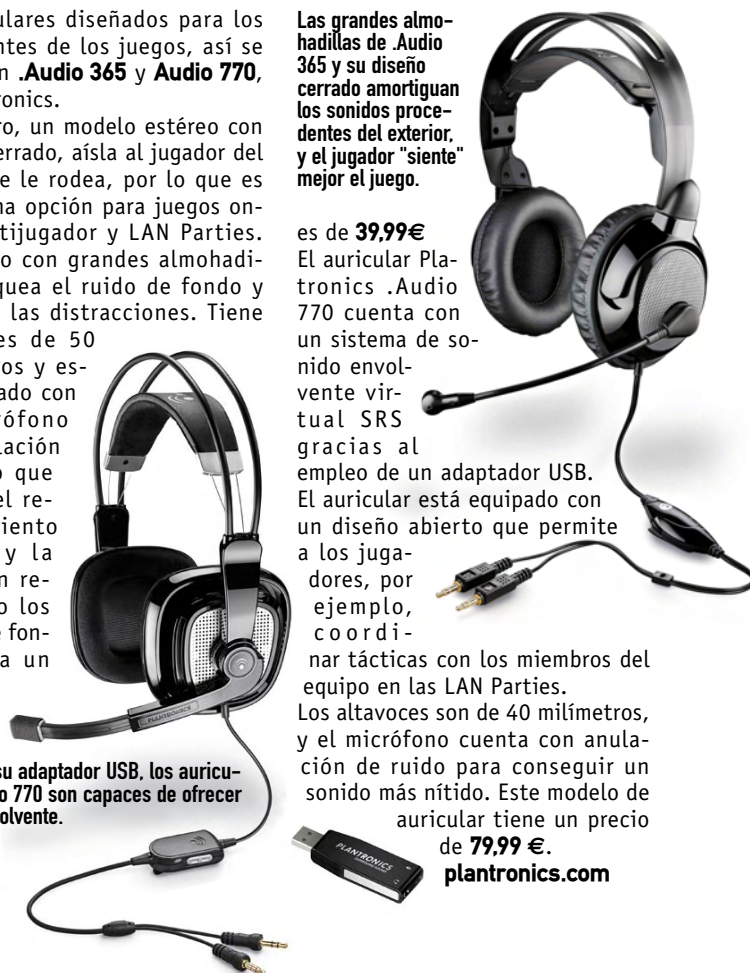 ulares diseñados para los
ntes de los juegos, así se
n .Audio 365 y Audio 770,
ronics.
ro, un modelo estéreo con
errado, aísla al jugador del
e le rodea, por lo que es
na opción para juegos on-
tijugador y LAN Parties.
o con grandes almohadi-
quea el ruido de fondo y
las distracciones. Tiene
es de 50
os y es-
ado con
rófono
lación
o que
el re-
iento
y la
n re-
o los
e fon-
a un
PLANTRONICS
su adaptador USB, los auricu-
o 770 son capaces de ofrecer
olvente.
Las grandes almo-
hadillas de .Audio
365 y su diseño
cerrado amortiguan
los sonidos proce-
dentes del exterior,
y el jugador "siente"
mejor el juego.
es de 39,99€
El auricular Pla-
tronics .Audio
770 cuenta con
un sistema de so-
nido envol-
vente vir-
tual SRS
gracias al
empleo de un adaptador USB.
El auricular está equipado con
un diseño abierto que permite
a los juga-
dores, por
ejemplo,
coordi-
nar tácticas con los miembros del
equipo en las LAN Parties.
Los altavoces son de 40 milímetros,
y el micrófono cuenta con anula-
ción de ruido para conseguir un
sonido más nítido. Este modelo de
auricular tiene un precio
de 79,99 €.
plantronics.com
PLANTRONICS